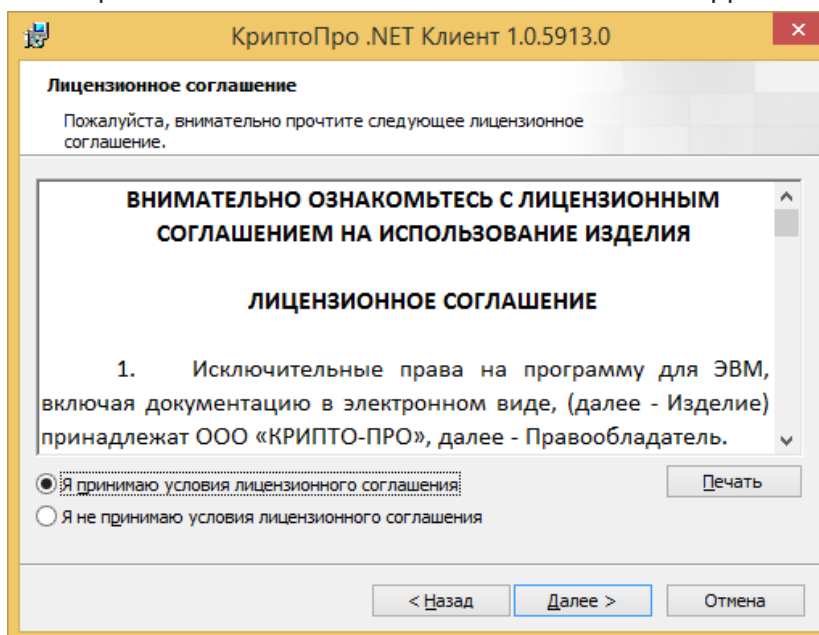 КриптоПро .NET Клиент 1.0.5913.0
Лицензионное соглашение
Пожалуйста, внимательно прочтите следующее лицензионное
соглашение.
ВНИМАТЕЛЬНО ОЗНАКОМЬТЕСЬ С ЛИЦЕНЗИОННЫМ
СОГЛАШЕНИЕМ НА ИСПОЛЬЗОВАНИЕ ИЗДЕЛИЯ
ЛИЦЕНЗИОННОЕ СОГЛАШЕНИЕ
1. Исключительные права на программу для ЭВМ,
включая документацию в электронном виде, (далее - Изделие)
принадлежат ООО «КРИПТО-ПРО», далее - Правообладатель.
Я принимаю условия лицензионного соглашения
Печать
Я не принимаю условия лицензионного соглашения
< Назад Далее > Отмена